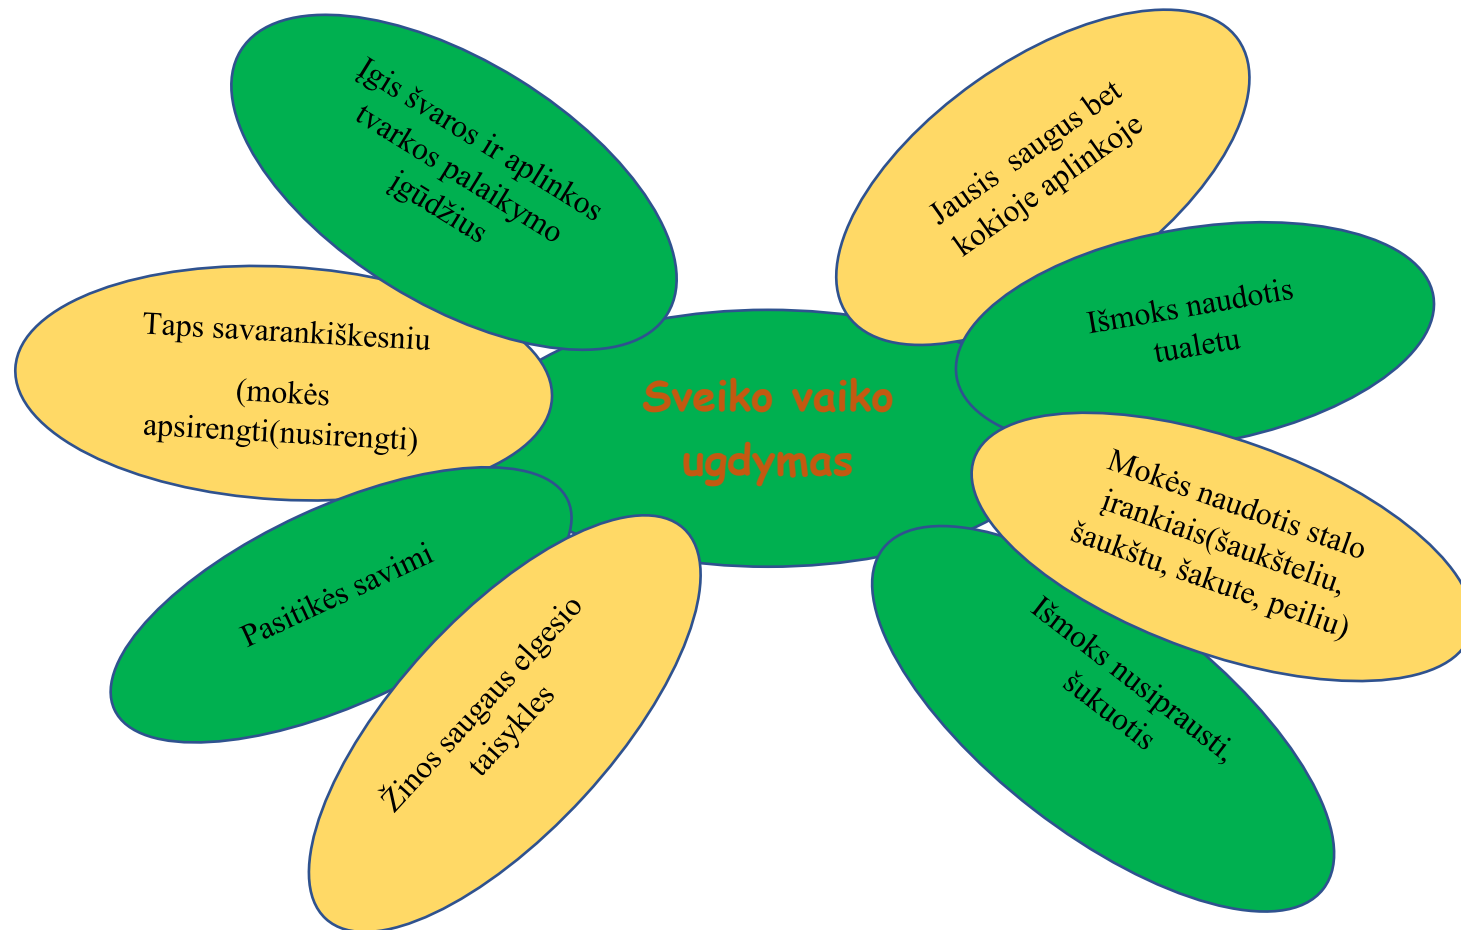 Įgis švaros ir aplinkos
tvarkos palaikymo
įgūdžius
Jausis saugus bet
kokioje aplinkoje
Taps savarankiškesniu
(mokės
apsirengti(nusirengti)
Sveiko vaiko
ugdymas
Išmoks naudotis
tualetu
Mokės naudotis stalo
įrankiais(šaukšteliu,
šaukštu, šakute, peiliu)
Pasitikės savimi
Žinos saugaus elgesio
taisykles
Išmoks nusiprausti,
šukuotis